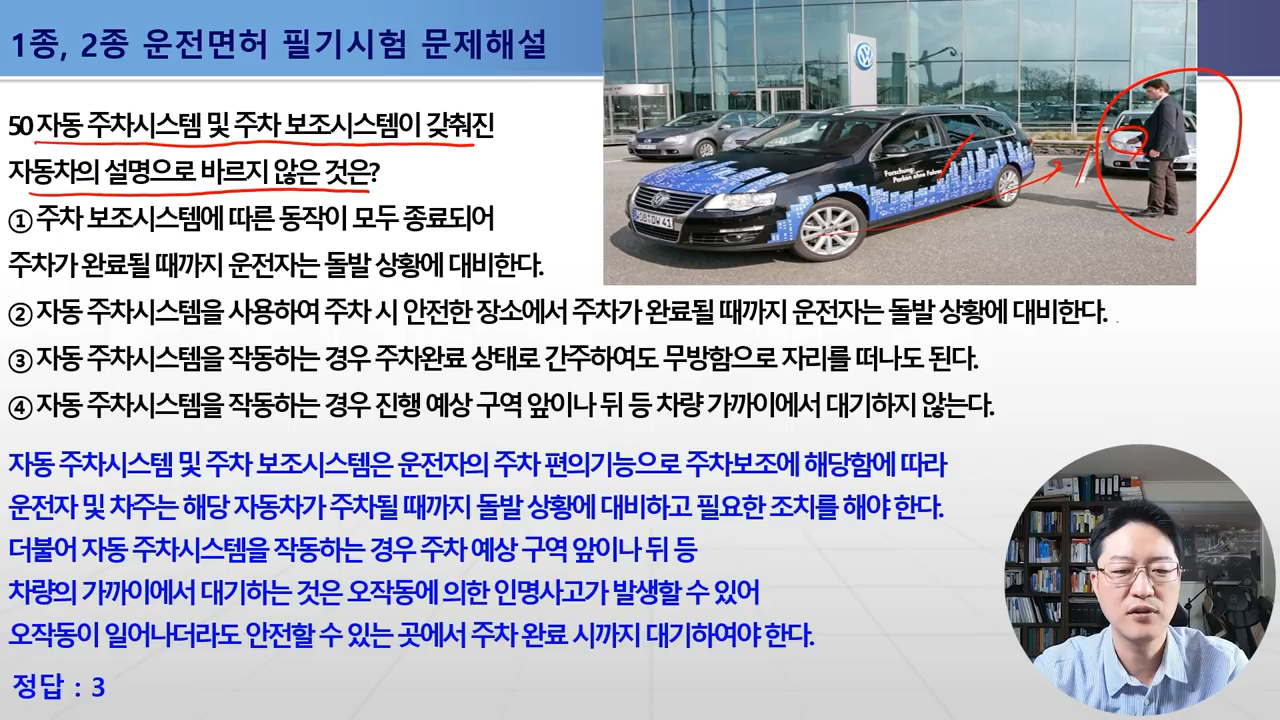 1종, 2종 운전면허 필기시험 문제해설
50 자동 주차시스템 및 주차 보조시스템이 갖춰진
자동차의 설명으로 바르지 않은 것은?
① 주차 보조시스템에 따른 동작이 모두 종료되어
주차가 완료될 때까지 운전자는 돌발 상황에 대비한다.
② 자동 주차시스템을 사용하여 주차 시 안전한 장소에서 주차가 완료될 때까지 운전자는 돌발 상황에 대비한다.
③ 자동 주차시스템을 작동하는 경우 주차완료 상태로 간주하여도 무방함으로 자리를 떠나도 된다.
④ 자동 주차시스템을 작동하는 경우 진행 예상 구역 앞이나 뒤 등 차량 가까이에서 대기하지 않는다.
자동 주차시스템 및 주차 보조시스템은 운전자의 주차 편의기능으로 주차보조에 해당함에 따라
운전자 및 차주는 해당 자동차가 주차될 때까지 돌발 상황에 대비하고 필요한 조치를 해야 한다.
더불어 자동 주차시스템을 작동하는 경우 주차 예상 구역 앞이나 뒤 등
차량의 가까이에서 대기하는 것은 오작동에 의한 인명사고가 발생할 수 있어
오작동이 일어나더라도 안전할 수 있는 곳에서 주차 완료 시까지 대기하여야 한다.
정답 : 3
Forschung:
Parken ohne Fahrer